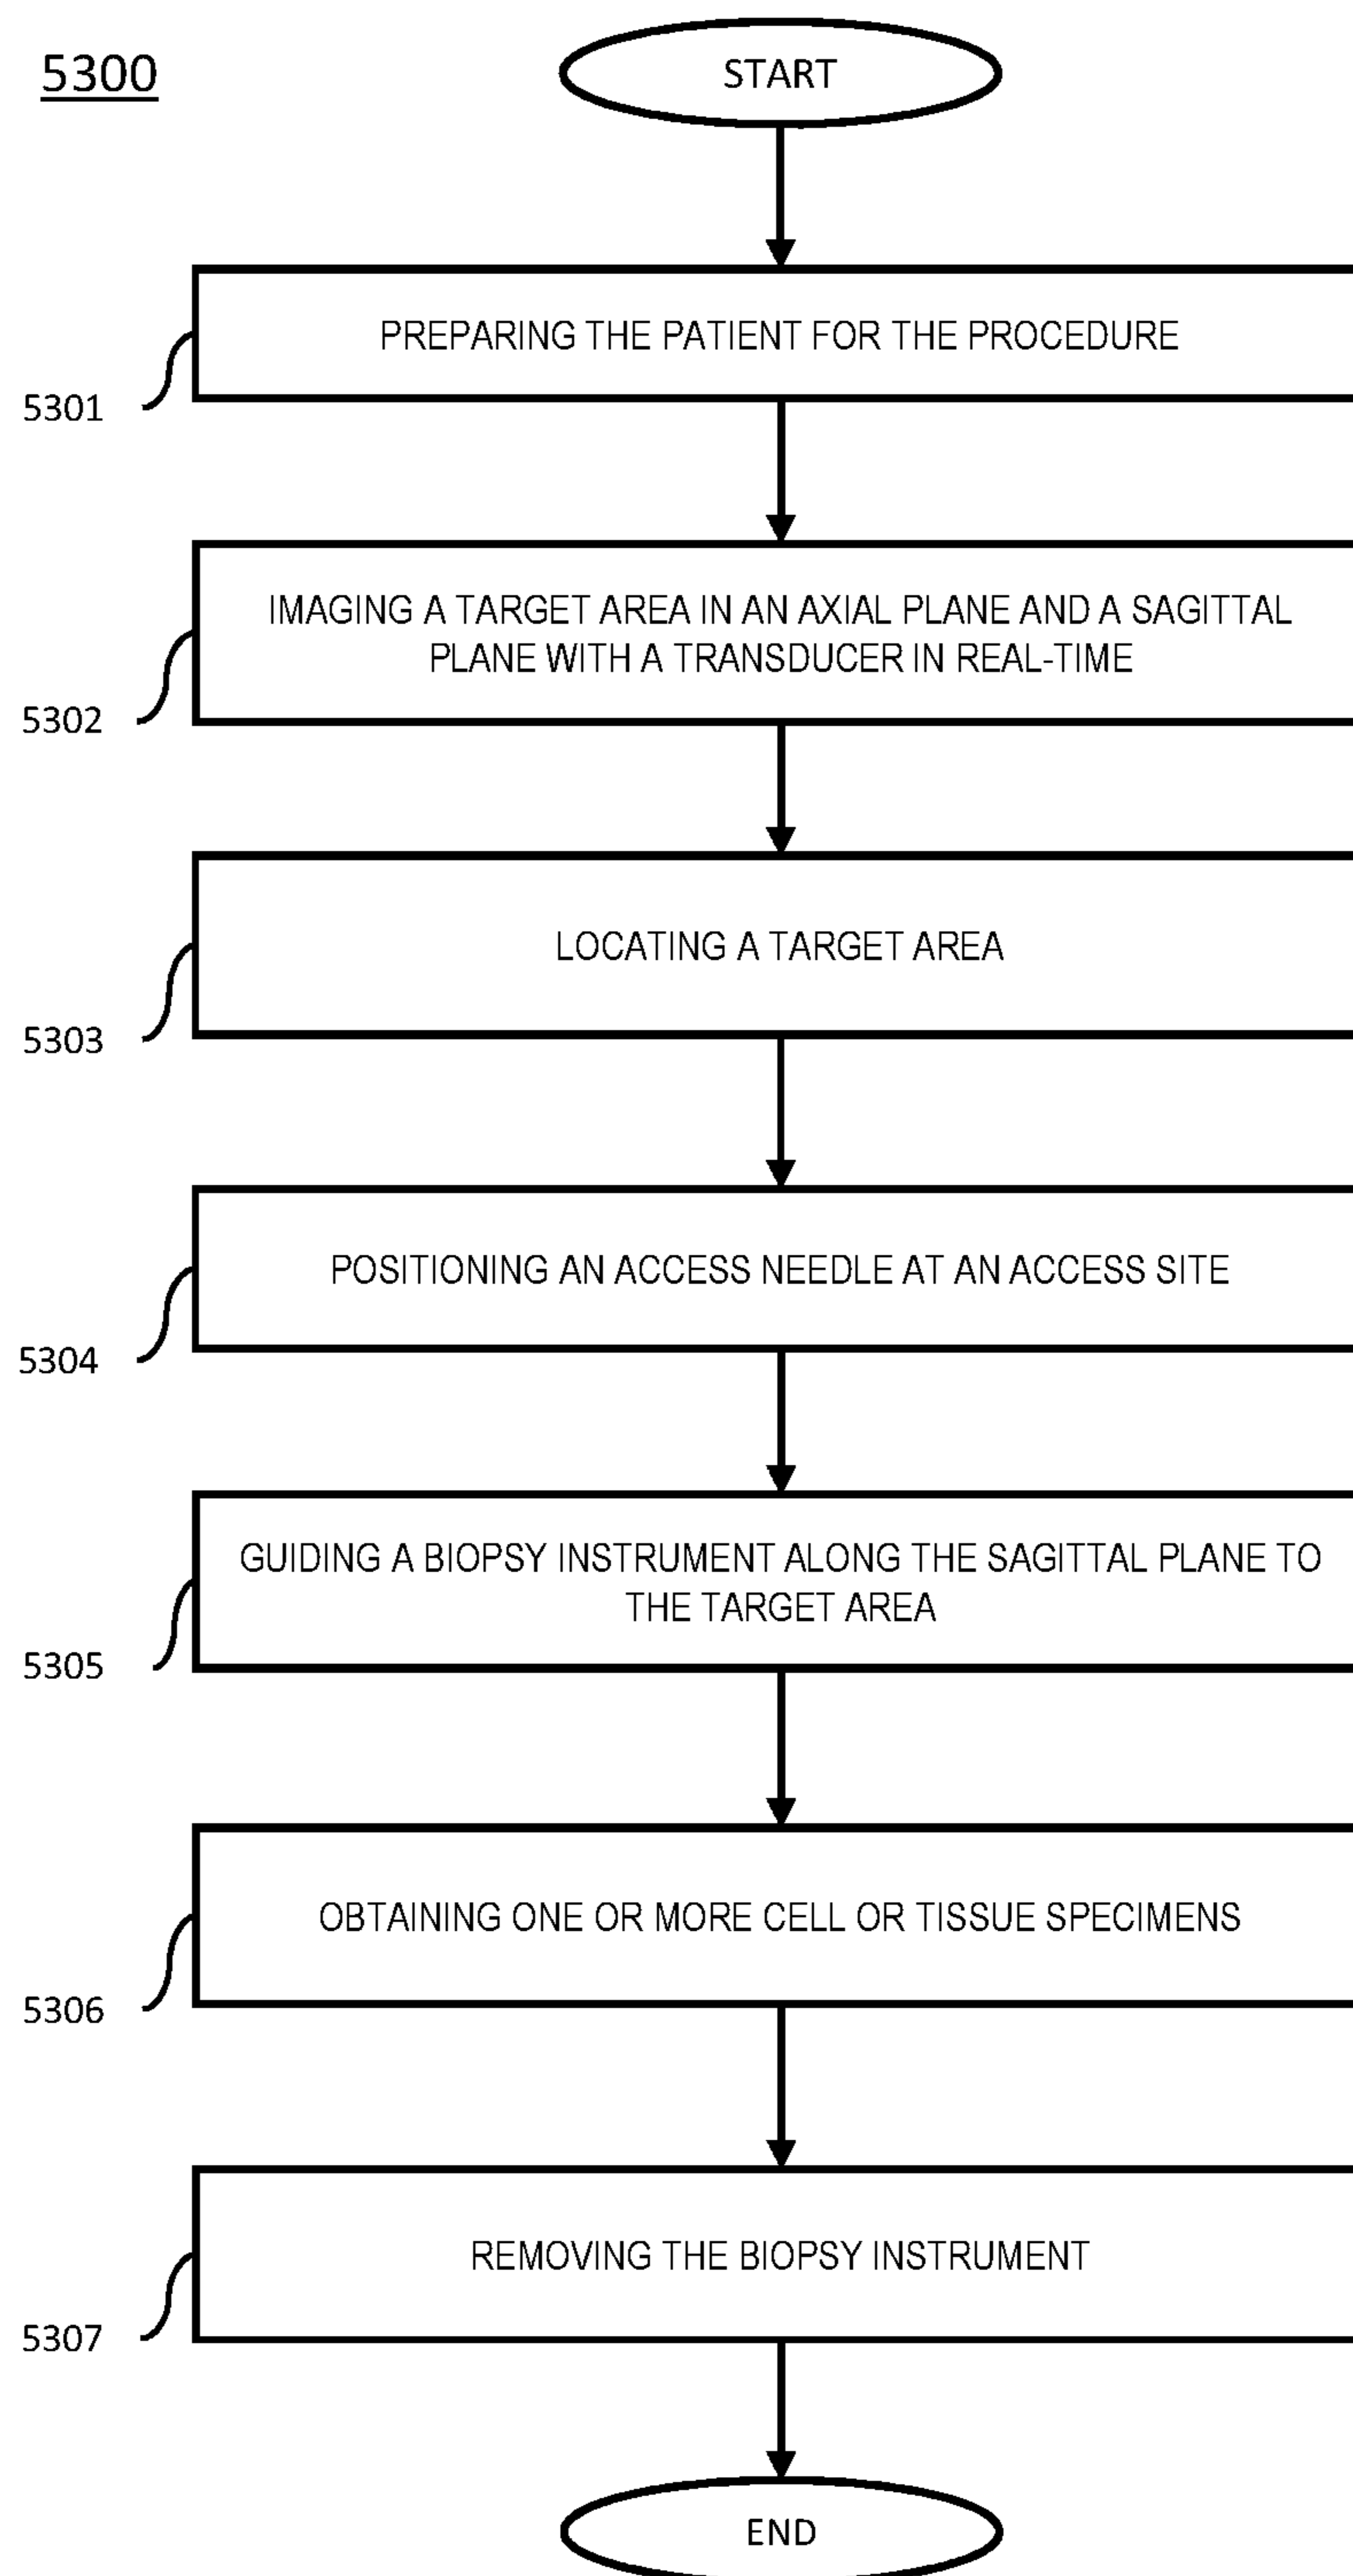 5300
START
PREPARING THE PATIENT FOR THE PROCEDURE
5301
IMAGING A TARGET AREA IN AN AXIAL PLANE AND A SAGITTAL
PLANE WITH A TRANSDUCER IN REAL-TIME
5302
LOCATING A TARGET AREA
5303
POSITIONING AN ACCESS NEEDLE AT AN ACCESS SITE
5304
GUIDING A BIOPSY INSTRUMENT ALONG THE SAGITTAL PLANE TO
THE TARGET AREA
5305
OBTAINING ONE OR MORE CELL OR TISSUE SPECIMENS
5306
REMOVING THE BIOPSY INSTRUMENT
5307
END